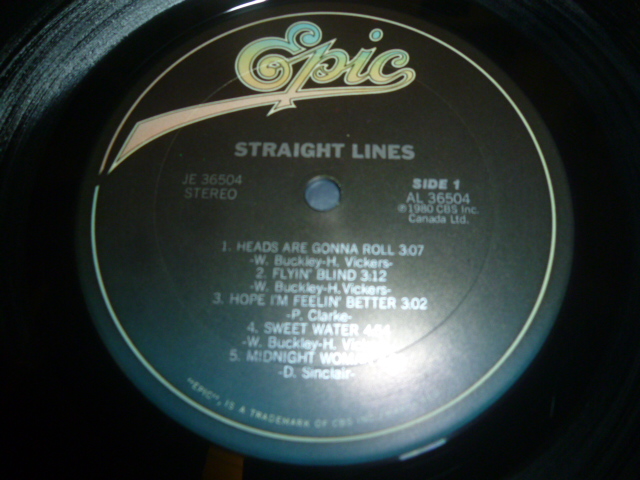 Epic
STRAIGHT LINES
JE 36504
STEREO
SIDE 1
AL 36504
℗1980 CBS Inc.
Canada Ltd.
1. HEADS ARE GONNA ROLL 3:07
-W. Buckley-H. Vickers-
2. FLYIN' BLIND 3:12
-W. Buckley-H. Vickers-
3. HOPE I'M FEELIN' BETTER 3:02
-P. Clarke-
4. SWEET WATER
-W. Buckley-H.
5. MIDNIGHT
-D. Sinclair-
"EPIC", IS A TRADEMARK OF CBS